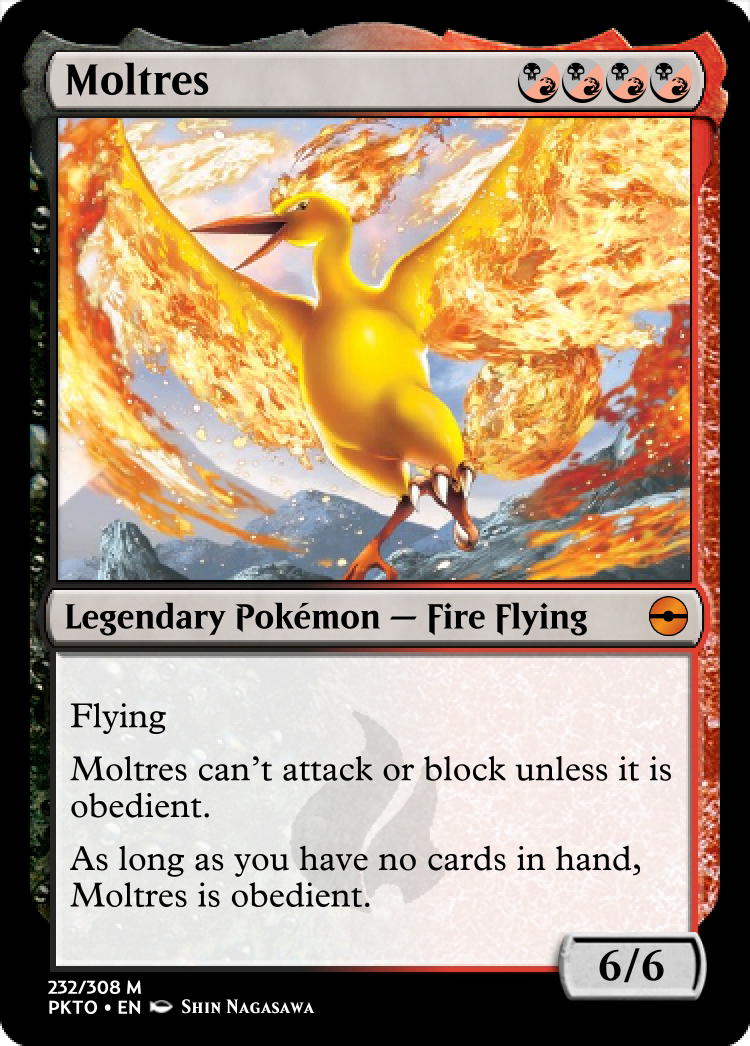 Moltres
Legendary Pokémon — Fire Flying
Flying
Moltres can't attack or block unless it is
obedient.
As long as you have no cards in hand,
Moltres is obedient.
6/6
232/308 M
PKTO • EN Shin Nagasawa